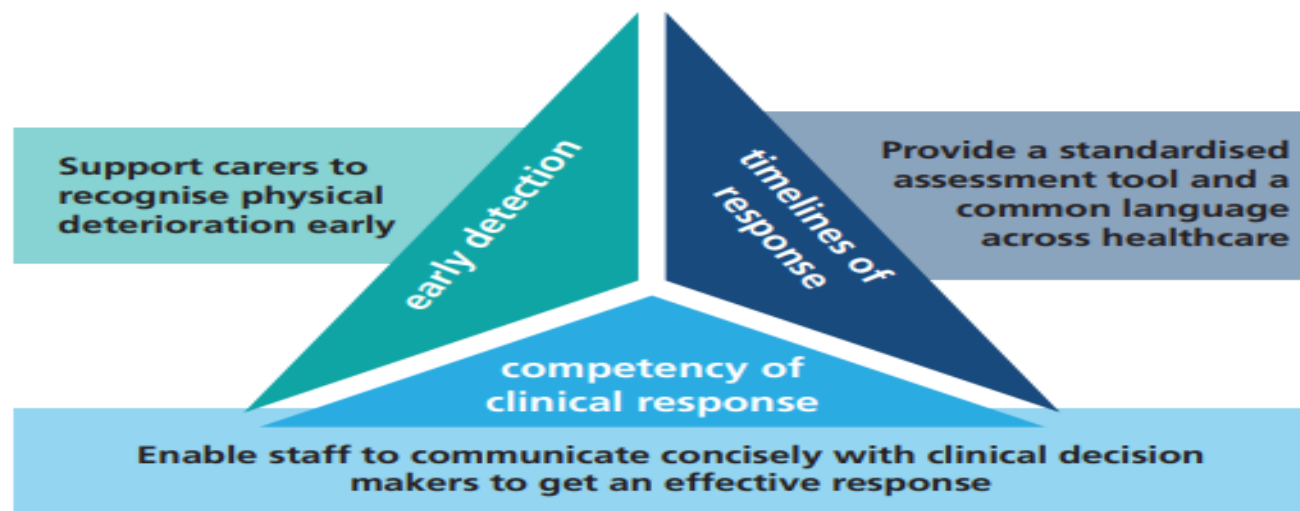 Support carers to
recognise physical
deterioration early
early detection
timelines of
response
Provide a standardised
assessment tool and a
common language
across healthcare
competency of
clinical response
Enable staff to communicate concisely with clinical decision
makers to get an effective response